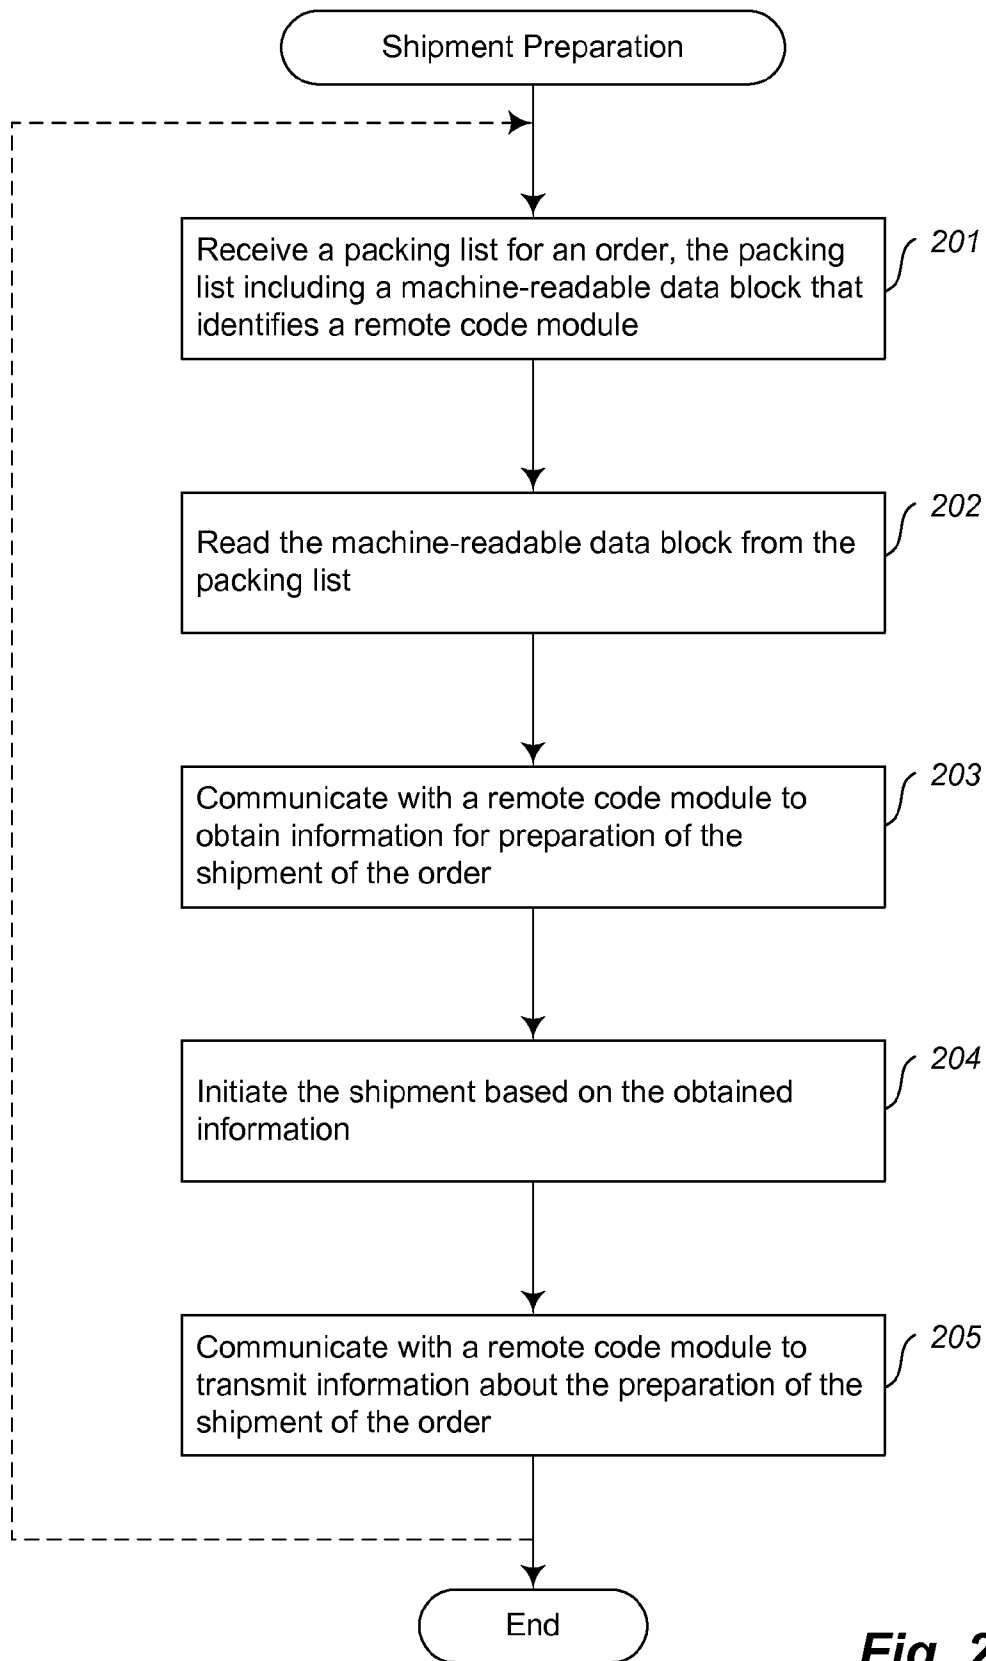 Shipment Preparation
Receive a packing list for an order, the packing
list including a machine-readable data block that
identifies a remote code module
201
Read the machine-readable data block from the
packing list
202
Communicate with a remote code module to
obtain information for preparation of the
shipment of the order
203
Initiate the shipment based on the obtained
information
204
Communicate with a remote code module to
transmit information about the preparation of the
shipment of the order
205
End
Fig. 2